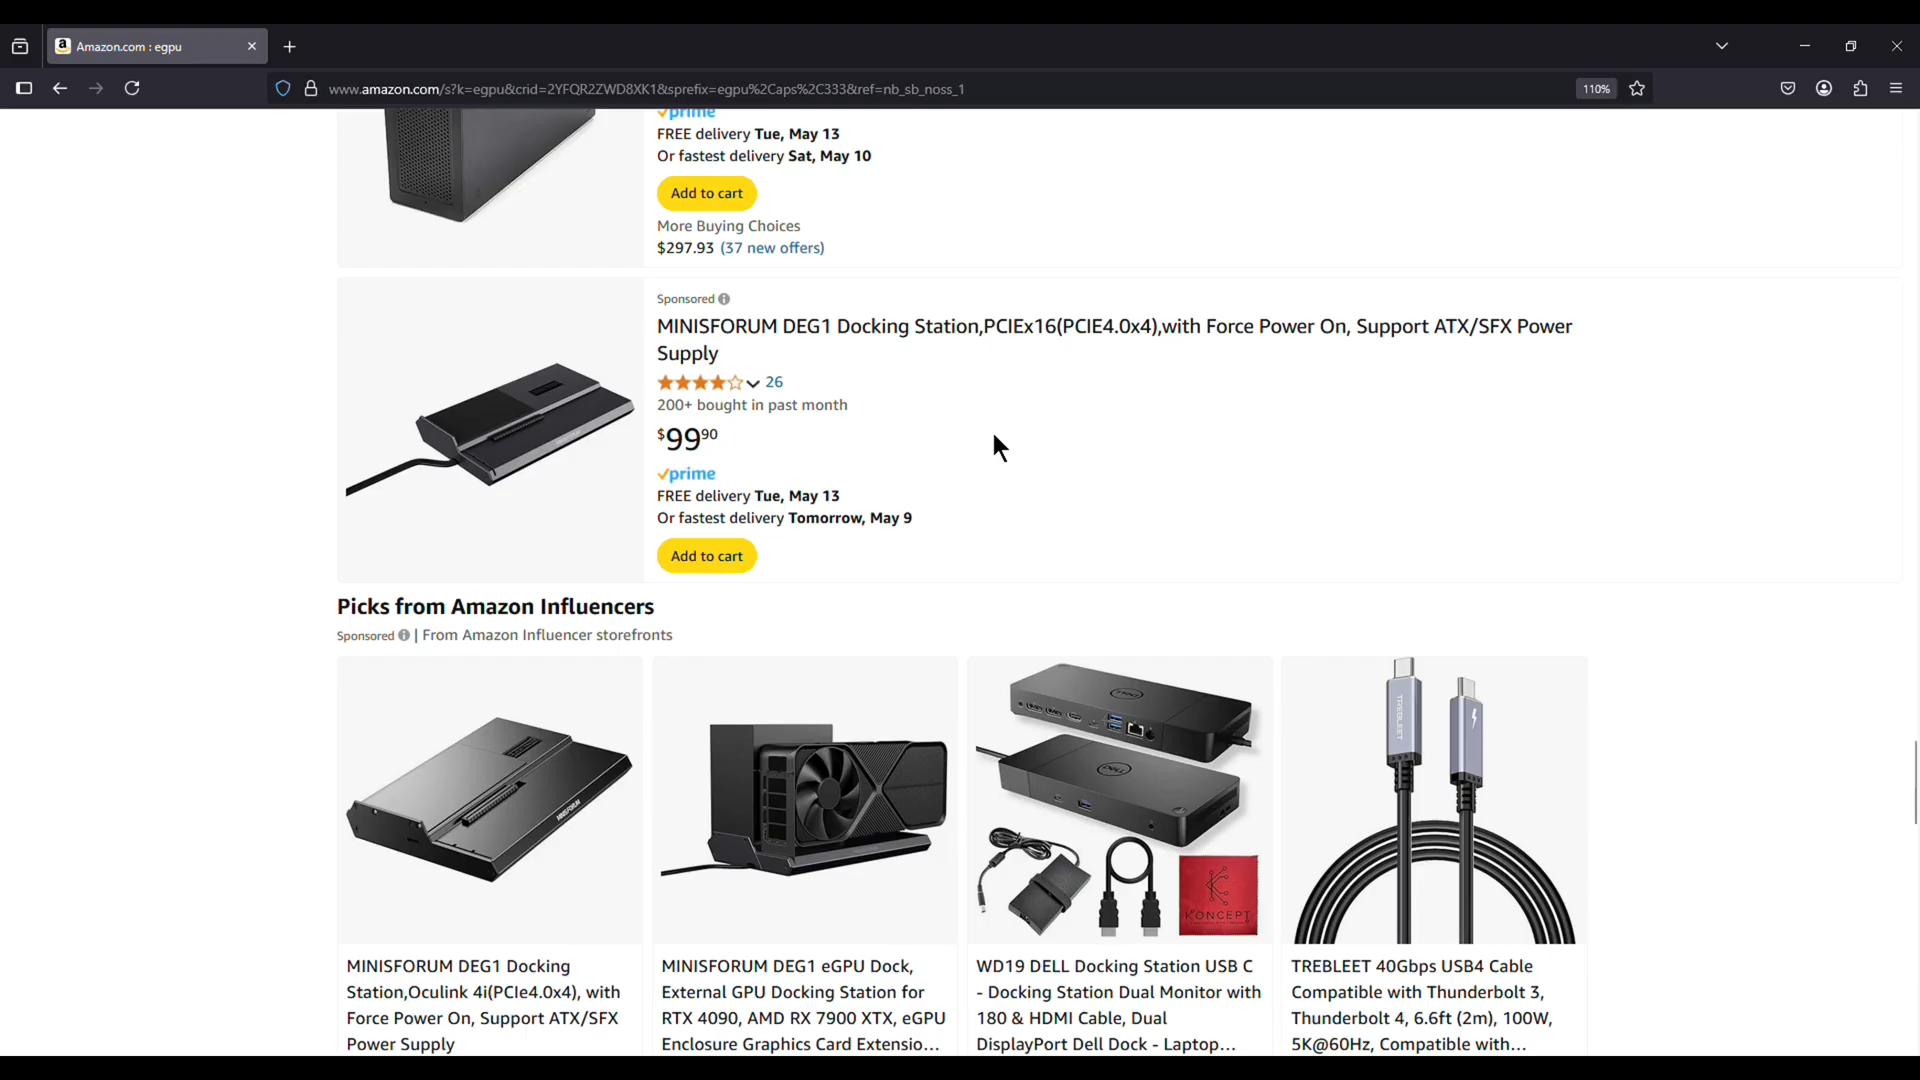 Amazon.com : egpu
www.amazon.com/s?k=egpu&crid=2YFQR2ZWD8XK1&sprefix=egpu%2Caps%2C333&ref=nb_sb_noss_1
110%
prime
FREE delivery Tue, May 13
Or fastest delivery Sat, May 10
Add to cart
More Buying Choices
$297.93 (37 new offers)
Sponsored
MINISFORUM DEG1 Docking Station,PCIEx16(PCIE4.0x4),with Force Power On, Support ATX/SFX Power
Supply
26
200+ bought in past month
$99 90
prime
FREE delivery Tue, May 13
Or fastest delivery Tomorrow, May 9
Add to cart
Picks from Amazon Influencers
Sponsored | From Amazon Influencer storefronts
MINISFORUM
DELL
DELL
KONCEPT
TREBLEET
MINISFORUM DEG1 Docking
Station,Oculink 4i(PCIe4.0x4), with
Force Power On, Support ATX/SFX
Power Supply
MINISFORUM DEG1 eGPU Dock,
External GPU Docking Station for
RTX 4090, AMD RX 7900 XTX, eGPU
Enclosure Graphics Card Extensio...
WD19 DELL Docking Station USB C
- Docking Station Dual Monitor with
180 & HDMI Cable, Dual
DisplayPort Dell Dock - Laptop...
TREBLEET 40Gbps USB4 Cable
Compatible with Thunderbolt 3,
Thunderbolt 4, 6.6ft (2m), 100W,
5K@60Hz, Compatible with...